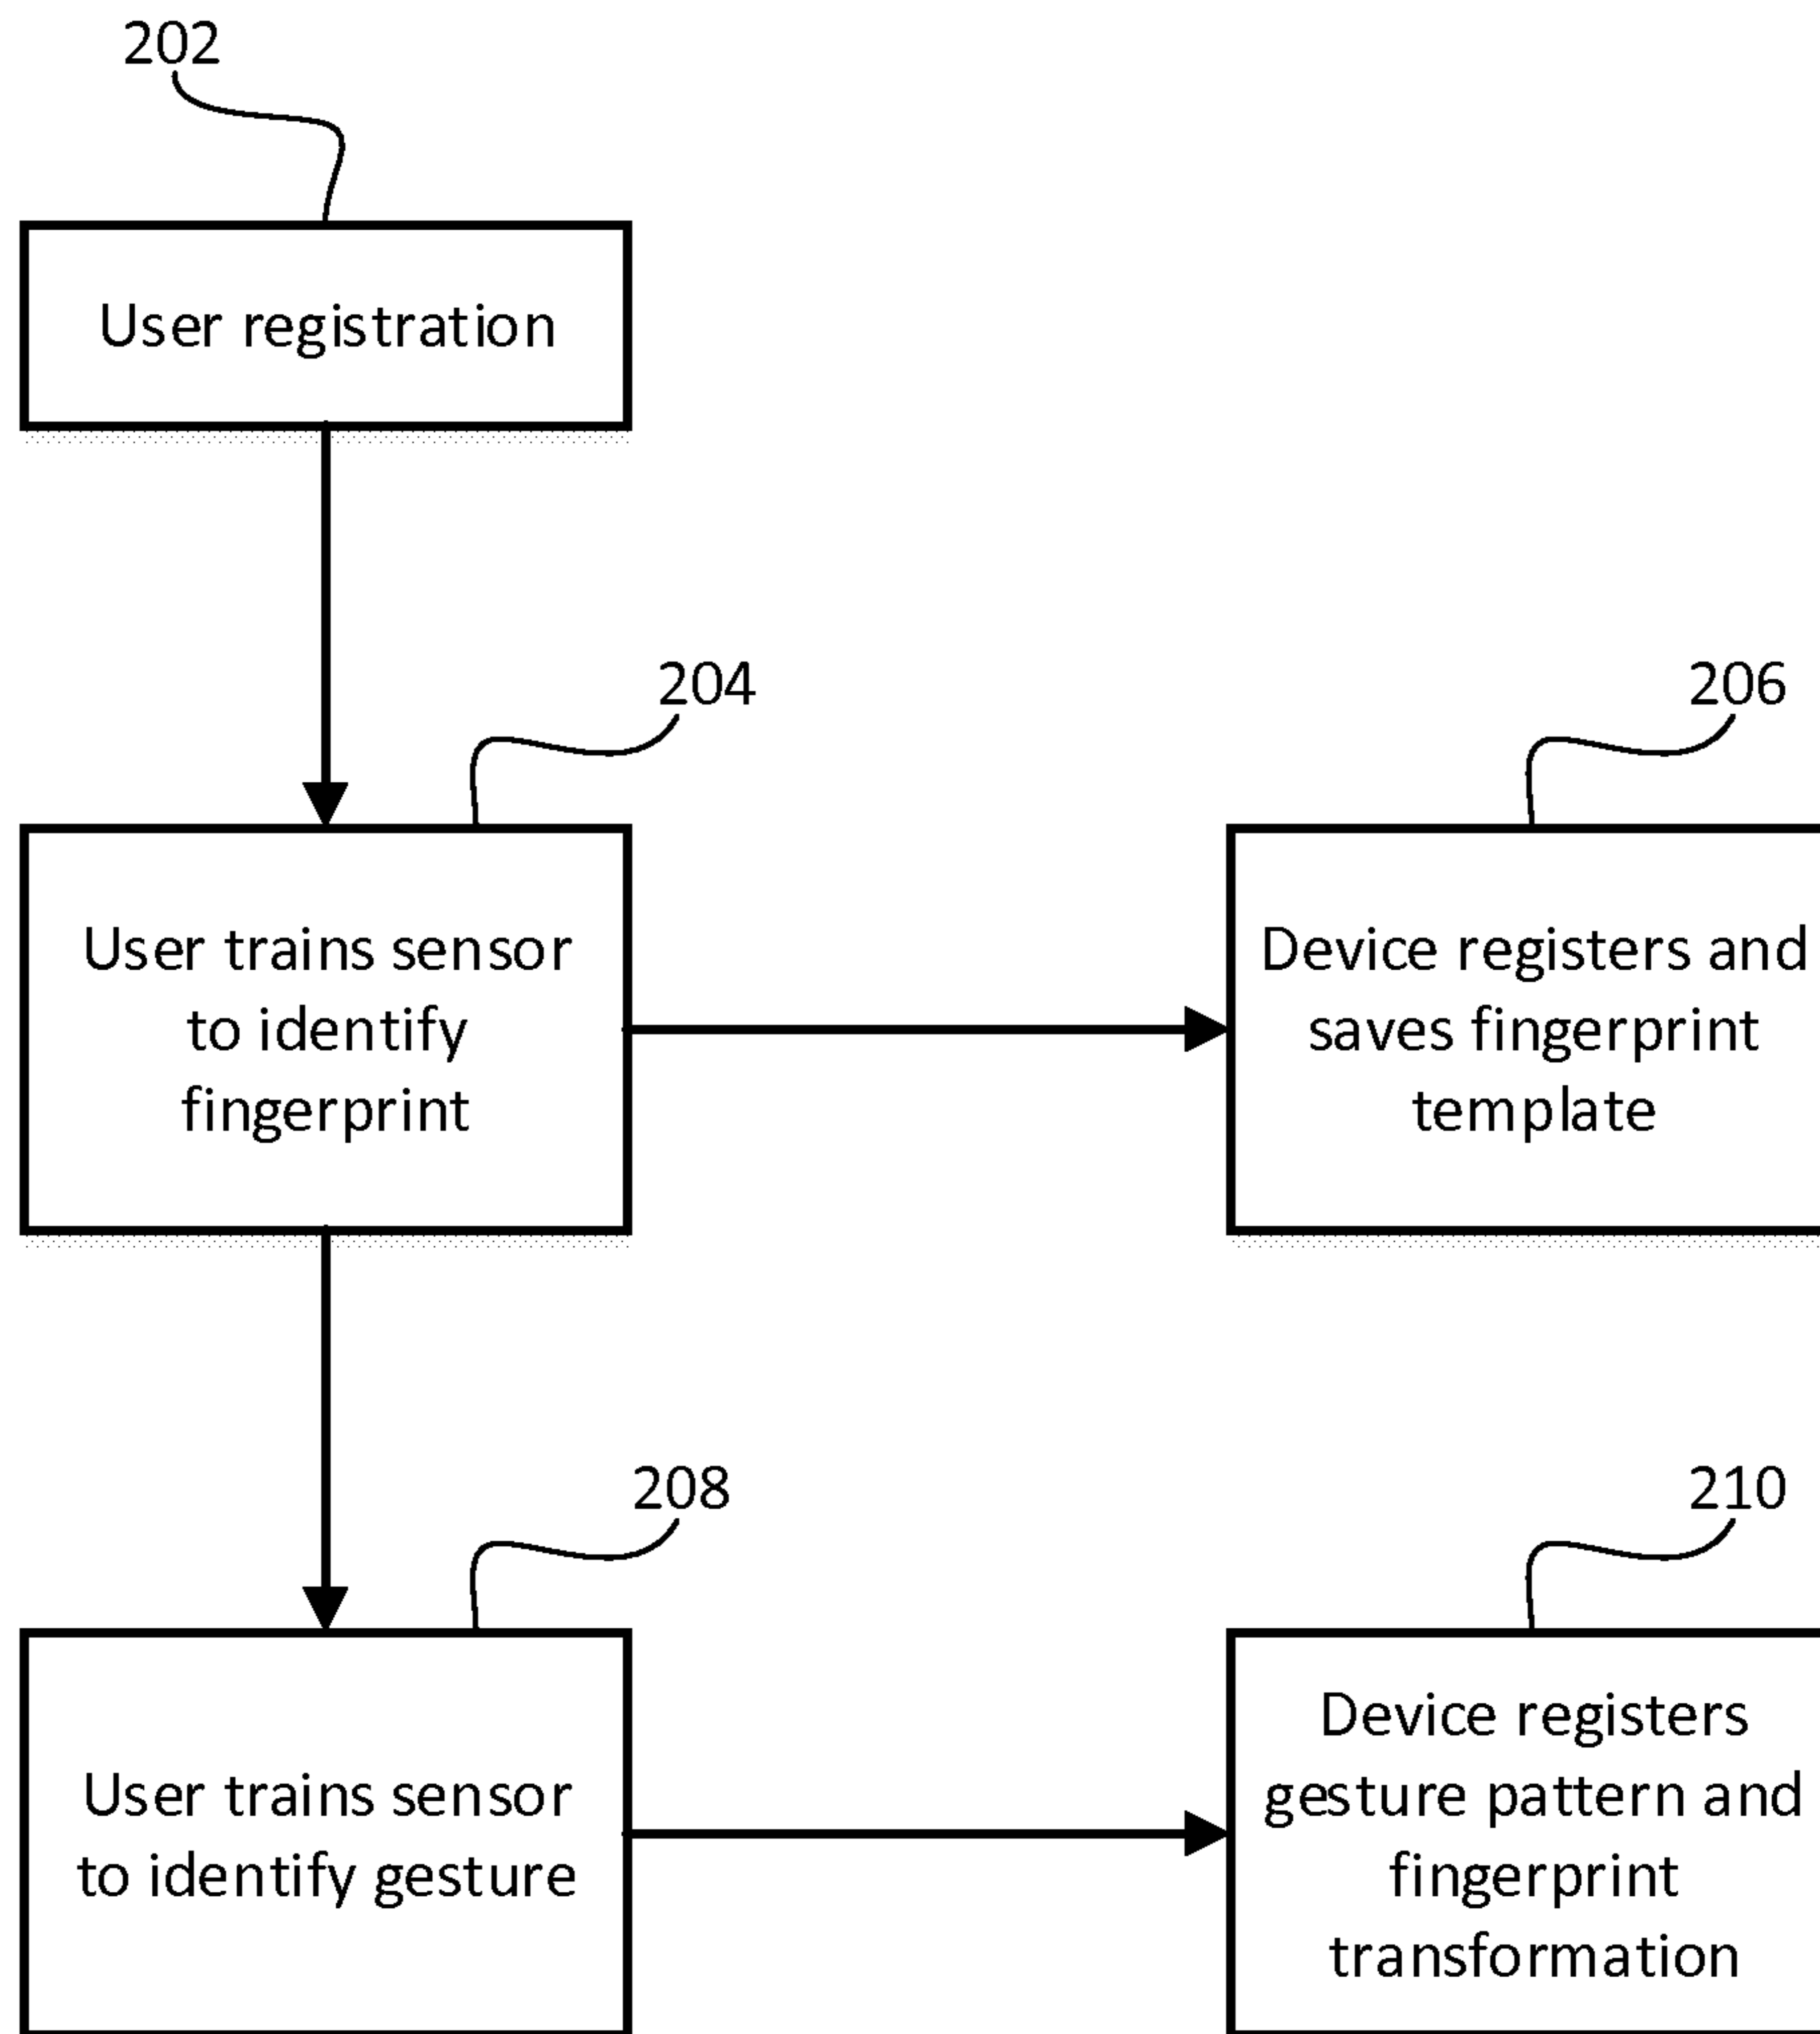 202
User registration
204
User trains sensor
to identify
fingerprint
206
Device registers and
saves fingerprint
template
208
User trains sensor
to identify gesture
210
Device registers
gesture pattern and
fingerprint
transformation